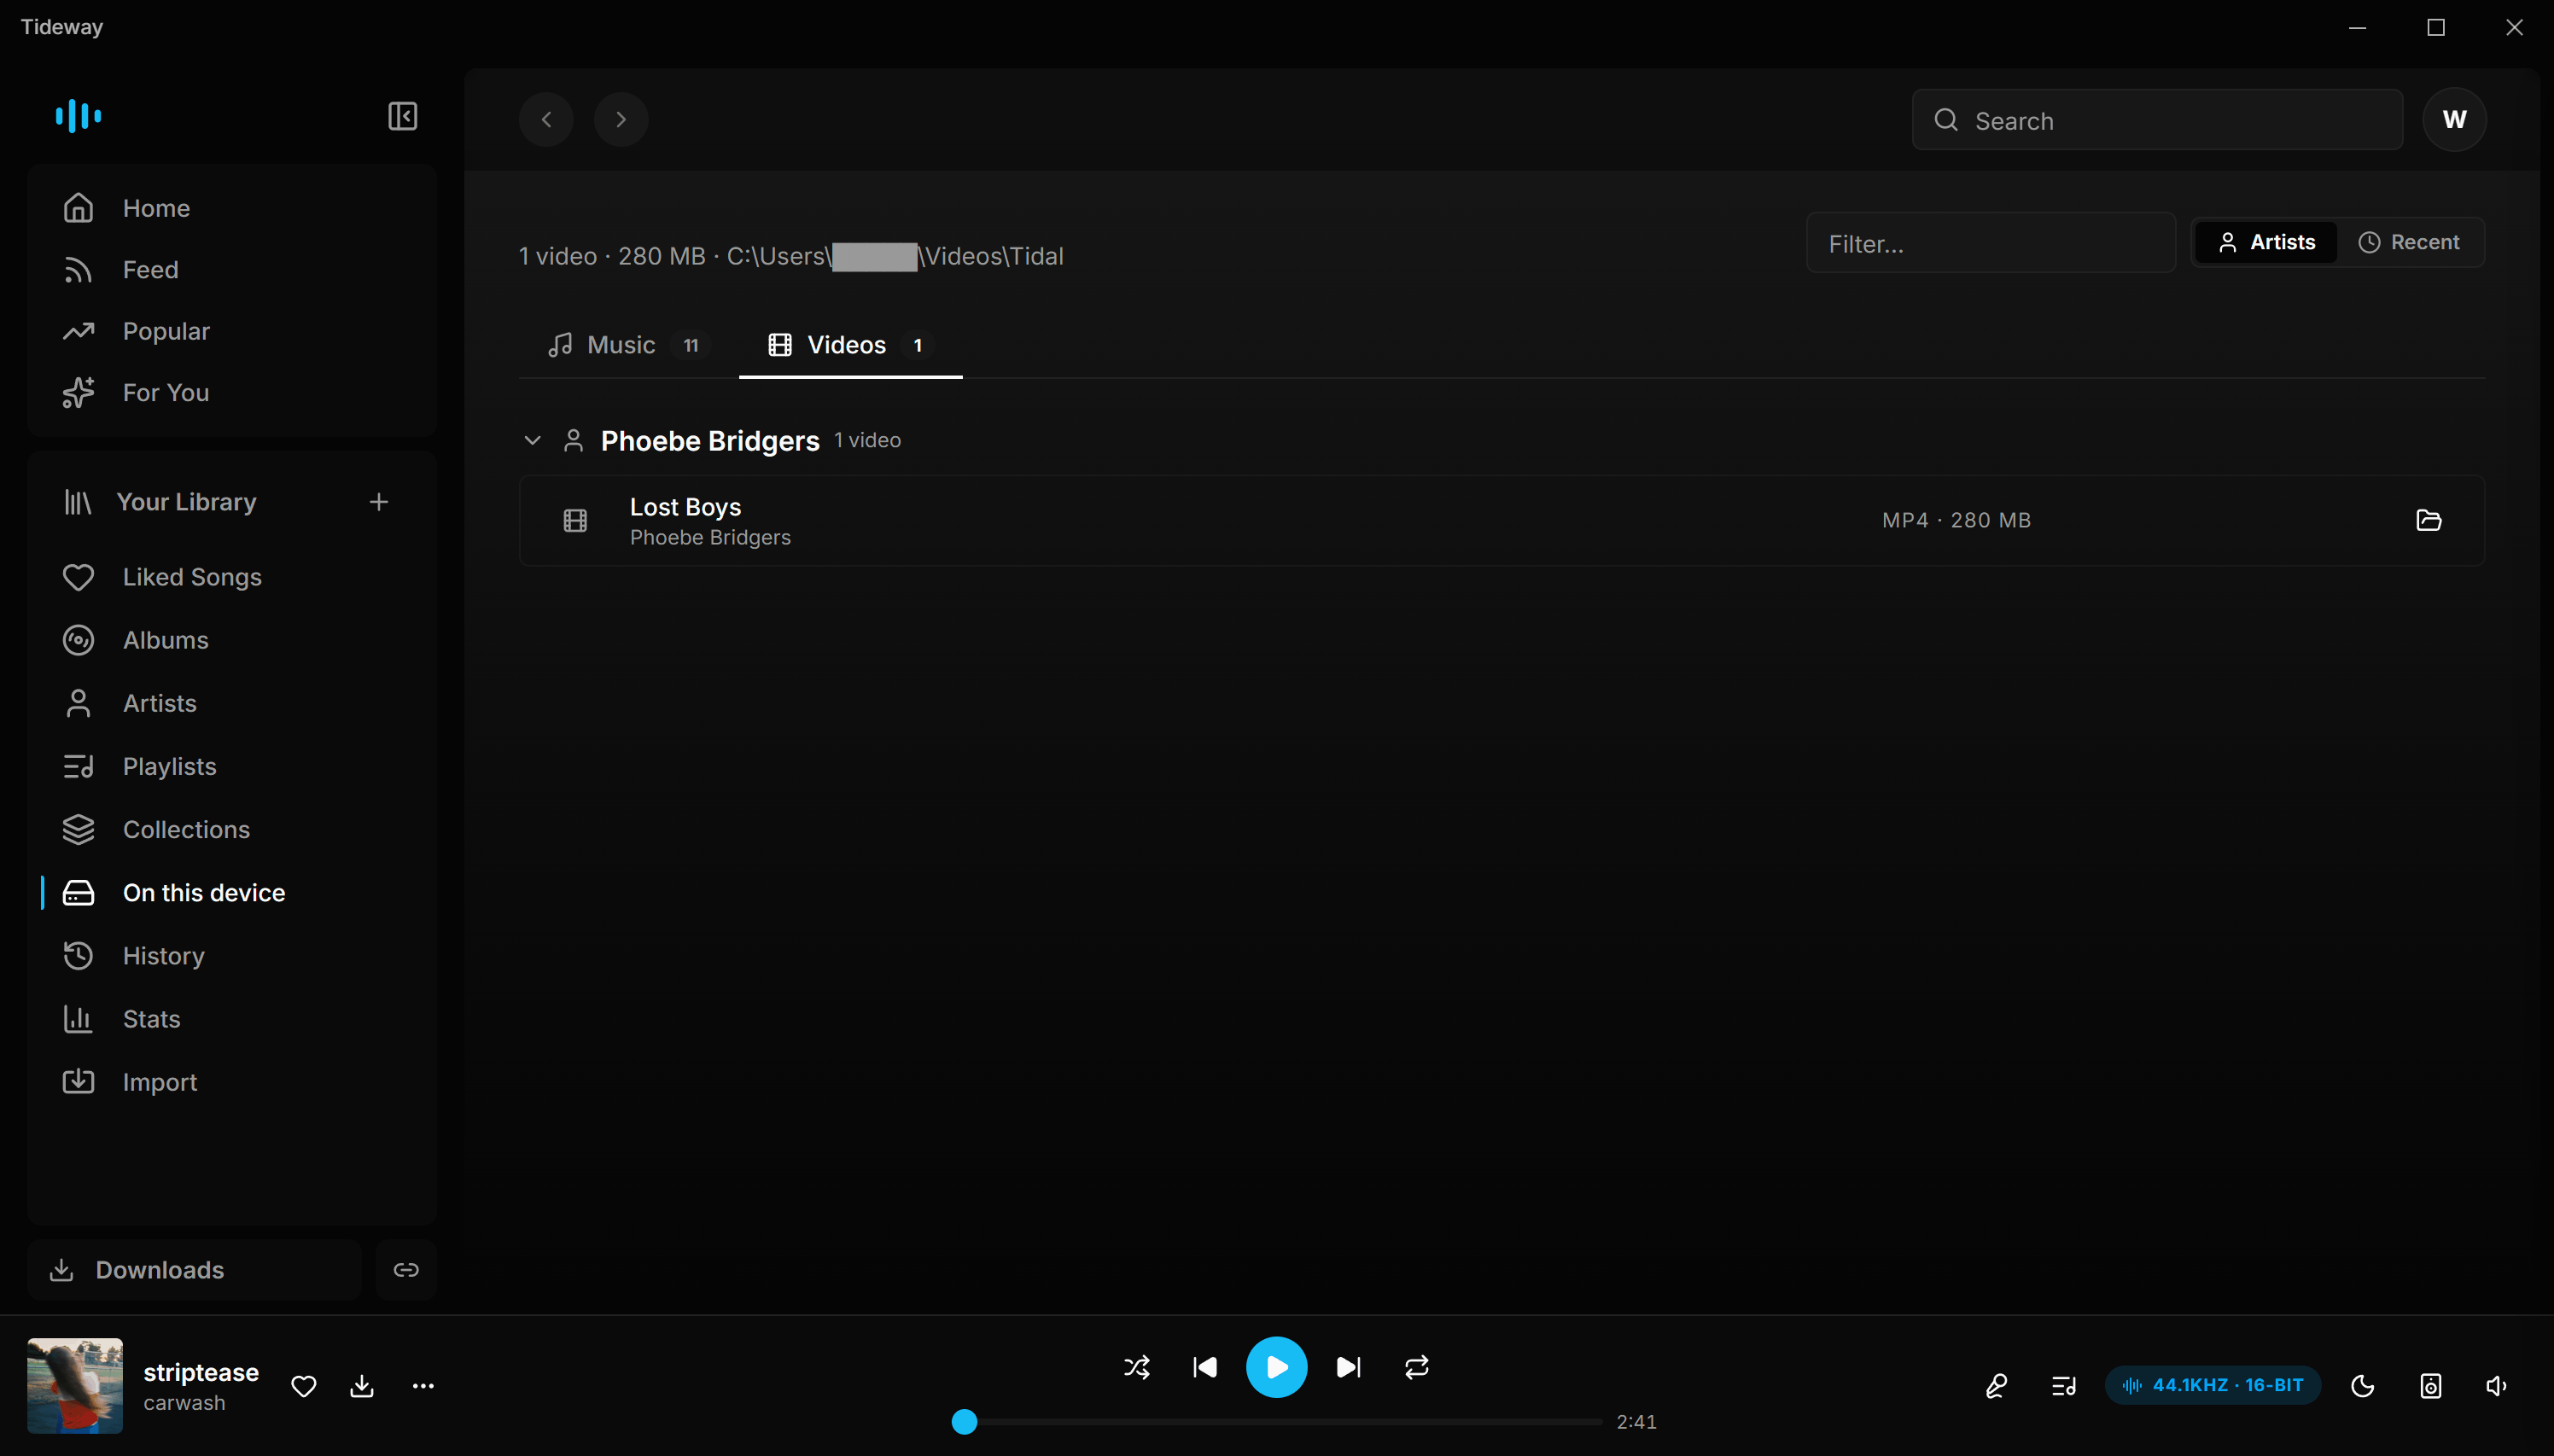 Tideway
Search
W
Home
Feed
Popular
For You
Your Library
Liked Songs
Albums
Artists
Playlists
Collections
On this device
History
Stats
Import
Downloads
1 video · 280 MB · C:\Users\ \Videos\Tidal
Filter...
Artists
Recent
Music 11
Videos 1
Phoebe Bridgers 1 video
Lost Boys
Phoebe Bridgers
MP4 · 280 MB
striptease
carwash
2:41
44.1KHZ · 16-BIT